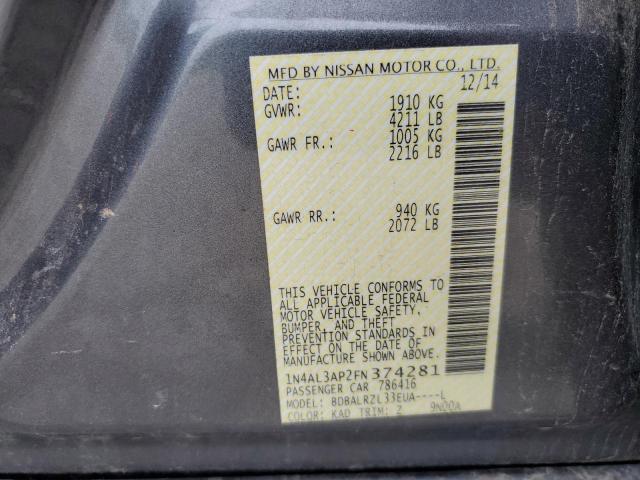 MFD BY NISSAN MOTOR CO., LTD.
DATE: 12/14
GVWR: 1910 KG
4211 LB
GAWR FR.: 1005 KG
2216 LB
GAWR RR.: 940 KG
2072 LB
THIS VEHICLE CONFORMS TO
ALL APPLICABLE FEDERAL
MOTOR VEHICLE SAFETY,
BUMPER, AND THEFT
PREVENTION STANDARDS IN
EFFECT ON THE DATE OF
MANUFACTURE SHOWN ABOVE.
1N4AL3AP2FN374281
PASSENGER CAR 786416
MODEL: BDBALRZL33EUA----L
COLOR: KAD TRIM: Z 9N00A